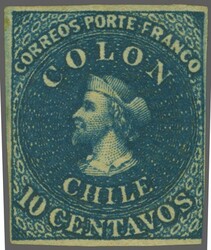 CORREOS PORTE FRANCO
COLON
CHILE
10 CENTAVOS.